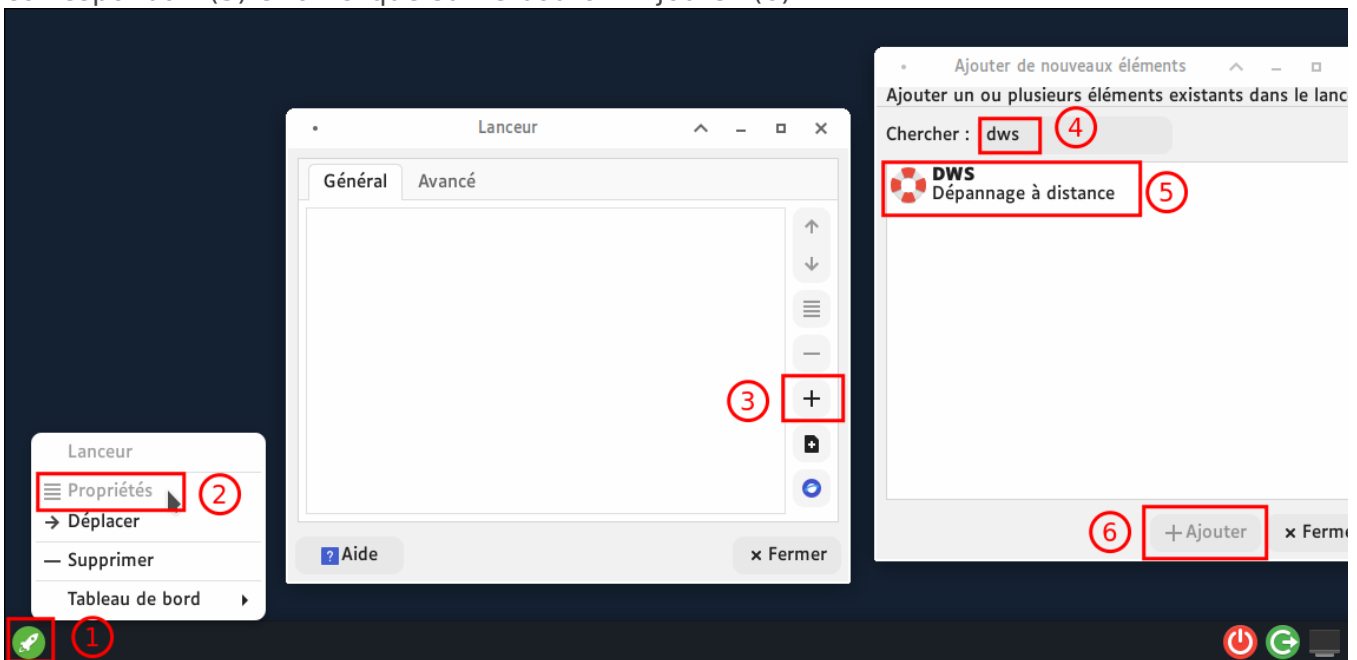 Ajouter de nouveaux éléments
Ajouter un ou plusieurs éléments existants dans le lanc
Chercher : dws
4
DWS
Dépannage à distance
5
6
Ajouter
Ferme
Lanceur
Général
Avancé
3
? Aide
Fermer
Lanceur
Propriétés
2
Déplacer
Supprimer
Tableau de bord
1